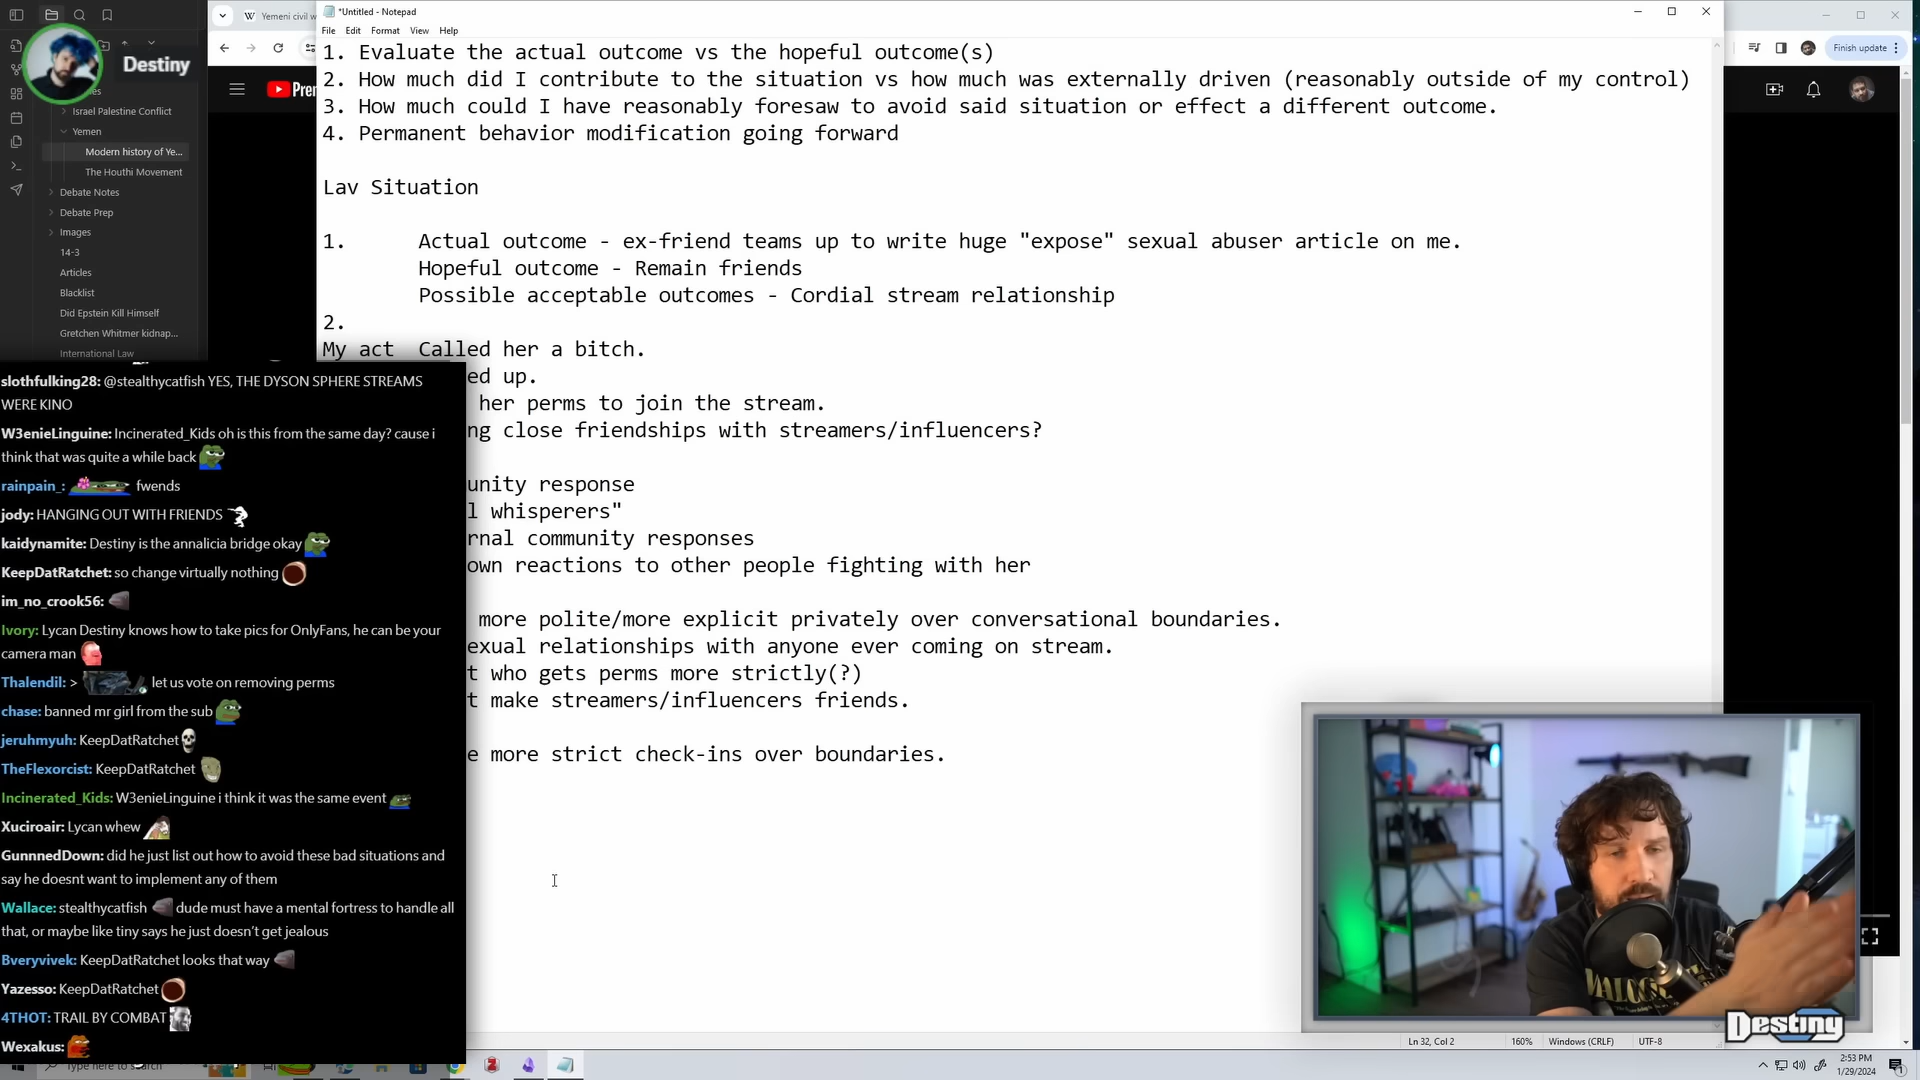 Destiny
Israel Palestine Conflict
Yemen
Modern history of Ye...
The Houthi Movement
Debate Notes
Debate Prep
Images
14-3
Articles
Blacklist
Did Epstein Kill Himself
Gretchen Whitmer kidnap...
International Law
Yemeni civil w
Finish update
Prem
*Untitled - Notepad
File Edit Format View Help
1. Evaluate the actual outcome vs the hopeful outcome(s)
2. How much did I contribute to the situation vs how much was externally driven (reasonably outside of my control)
3. How much could I have reasonably foresaw to avoid said situation or effect a different outcome.
4. Permanent behavior modification going forward
Lav Situation
1. Actual outcome - ex-friend teams up to write huge "expose" sexual abuser article on me.
Hopeful outcome - Remain friends
Possible acceptable outcomes - Cordial stream relationship
2.
My act Called her a bitch.
ed up.
her perms to join the stream.
ng close friendships with streamers/influencers?
unity response
l whisperers"
rnal community responses
own reactions to other people fighting with her
more polite/more explicit privately over conversational boundaries.
exual relationships with anyone ever coming on stream.
t who gets perms more strictly(?)
t make streamers/influencers friends.
e more strict check-ins over boundaries.
slothfulking28: @stealthycatfish YES, THE DYSON SPHERE STREAMS
WERE KINO
W3enieLinguine: Incinerated_Kids oh is this from the same day? cause i
think that was quite a while back
rainpain_: fwends
jody: HANGING OUT WITH FRIENDS
kaidynamite: Destiny is the annalicia bridge okay
KeepDatRatchet: so change virtually nothing
im_no_crook56:
Ivory: Lycan Destiny knows how to take pics for OnlyFans, he can be your
camera man
Thalendil: > let us vote on removing perms
chase: banned mr girl from the sub
jeruhmyuh: KeepDatRatchet
TheFlexorcist: KeepDatRatchet
Incinerated_Kids: W3enieLinguine i think it was the same event
Xuciroair: Lycan whew
GunnnedDown: did he just list out how to avoid these bad situations and
say he doesnt want to implement any of them
Wallace: stealthycatfish dude must have a mental fortress to handle all
that, or maybe like tiny says he just doesn't get jealous
Bveryvivek: KeepDatRatchet looks that way
Yazesso: KeepDatRatchet
4THOT: TRAIL BY COMBAT
Wexakus:
Destiny
Ln 32, Col 2 160% Windows (CRLF) UTF-8
Type here to search
2:53 PM
1/29/2024